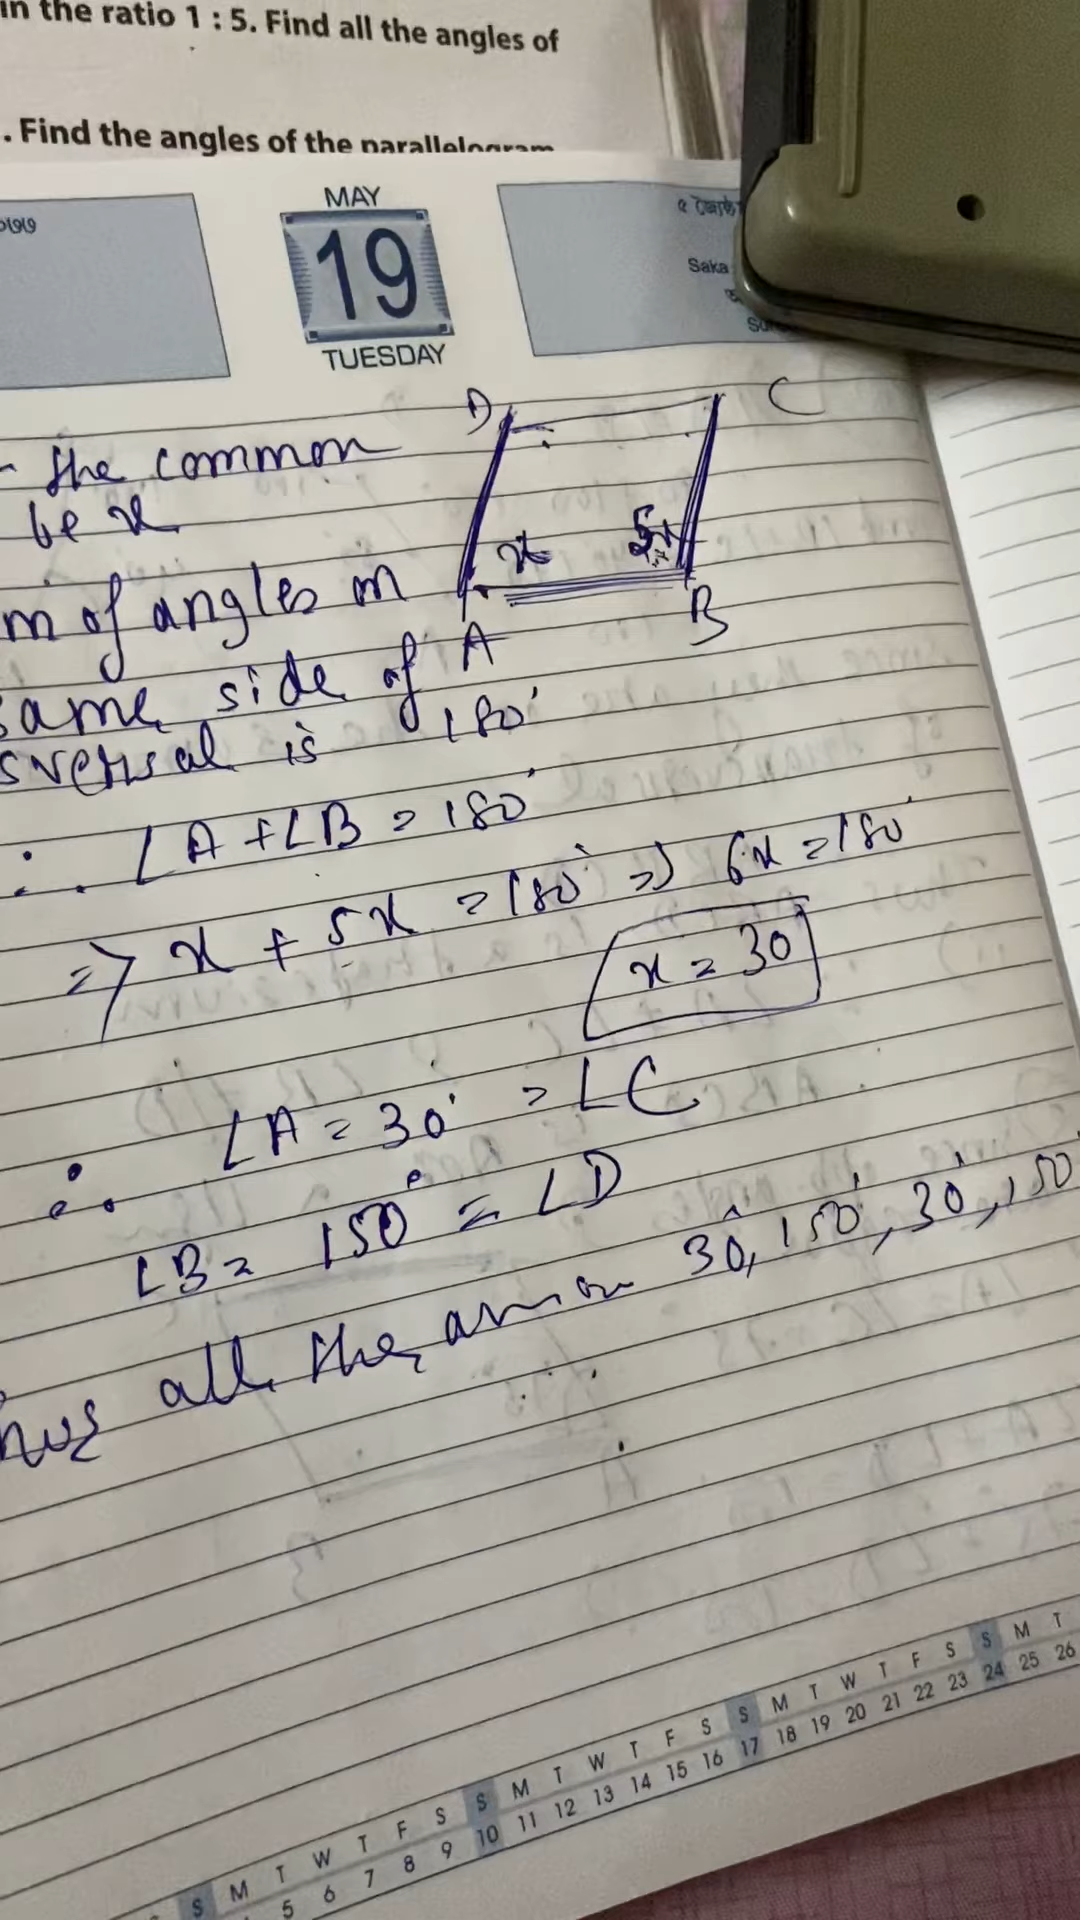 in the ratio 1 : 5. Find all the angles of
. Find the angles of the parallelogram
MAY
19
TUESDAY
Saka
D C
the common
be x
x 5x
m of angles on
A B
same side of
sversal is 180°
∴ ∠A + ∠B = 180°
=> x + 5x = 180° => 6x = 180°
x = 30
∴ ∠A = 30° = ∠C
∠B = 150° = ∠D
hus all the 30°, 150°, 30°, 150
S M T W T F S S M T W T F S S M T W T F S S M T
5 6 7 8 9 10 11 12 13 14 15 16 17 18 19 20 21 22 23 24 25 26